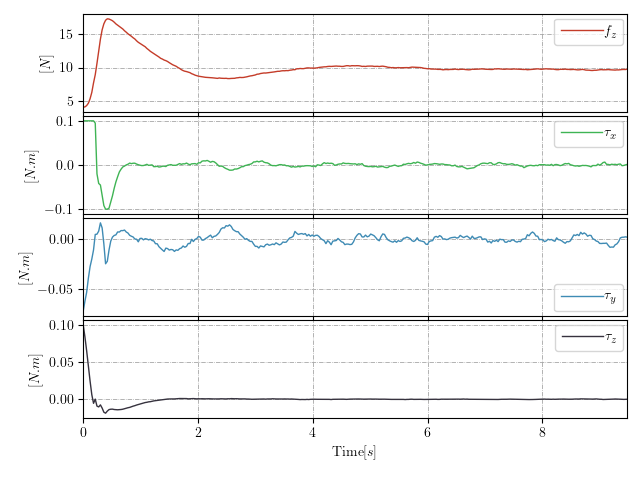 15
10
5
[N]
f_z
0.1
0.0
−0.1
[N.m]
τ_x
0.00
−0.05
[N.m]
τ_y
0.10
0.05
0.00
[N.m]
τ_z
0 2 4 6 8
Time[s]